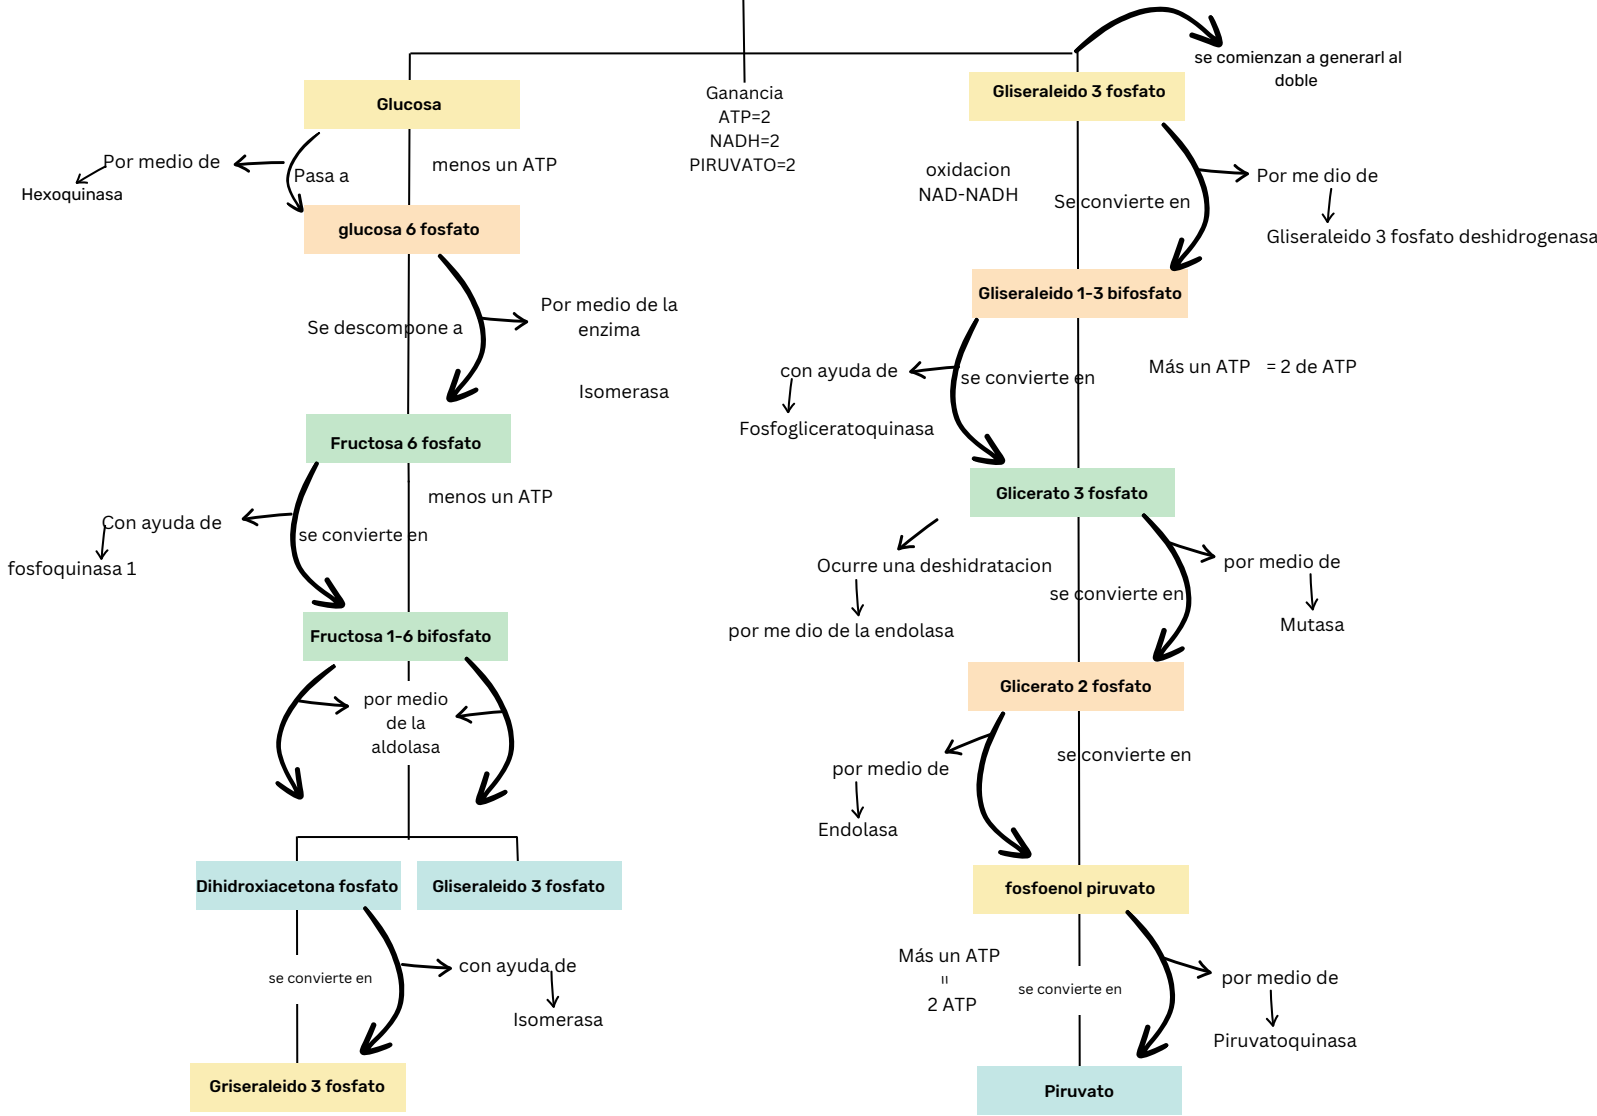 Glucosa
Por medio de
Hexoquinasa
Pasa a
menos un ATP
glucosa 6 fosfato
Se descompone a
Por medio de la
enzima
Isomerasa
Fructosa 6 fosfato
menos un ATP
Con ayuda de
fosfoquinasa 1
se convierte en
Fructosa 1-6 bifosfato
por medio
de la
aldolasa
Dihidroxiacetona fosfato
Gliseraleido 3 fosfato
se convierte en
con ayuda de
Isomerasa
Griseraleido 3 fosfato
Ganancia
ATP=2
NADH=2
PIRUVATO=2
se comienzan a generarl al
doble
Gliseraleido 3 fosfato
oxidacion
NAD-NADH
Se convierte en
Por me dio de
Gliseraleido 3 fosfato deshidrogenasa
Gliseraleido 1-3 bifosfato
con ayuda de
Fosfogliceratoquinasa
se convierte en
Más un ATP = 2 de ATP
Glicerato 3 fosfato
Ocurre una deshidratacion
por me dio de la endolasa
se convierte en
por medio de
Mutasa
Glicerato 2 fosfato
por medio de
Endolasa
se convierte en
fosfoenol piruvato
Más un ATP
=
2 ATP
se convierte en
por medio de
Piruvatoquinasa
Piruvato